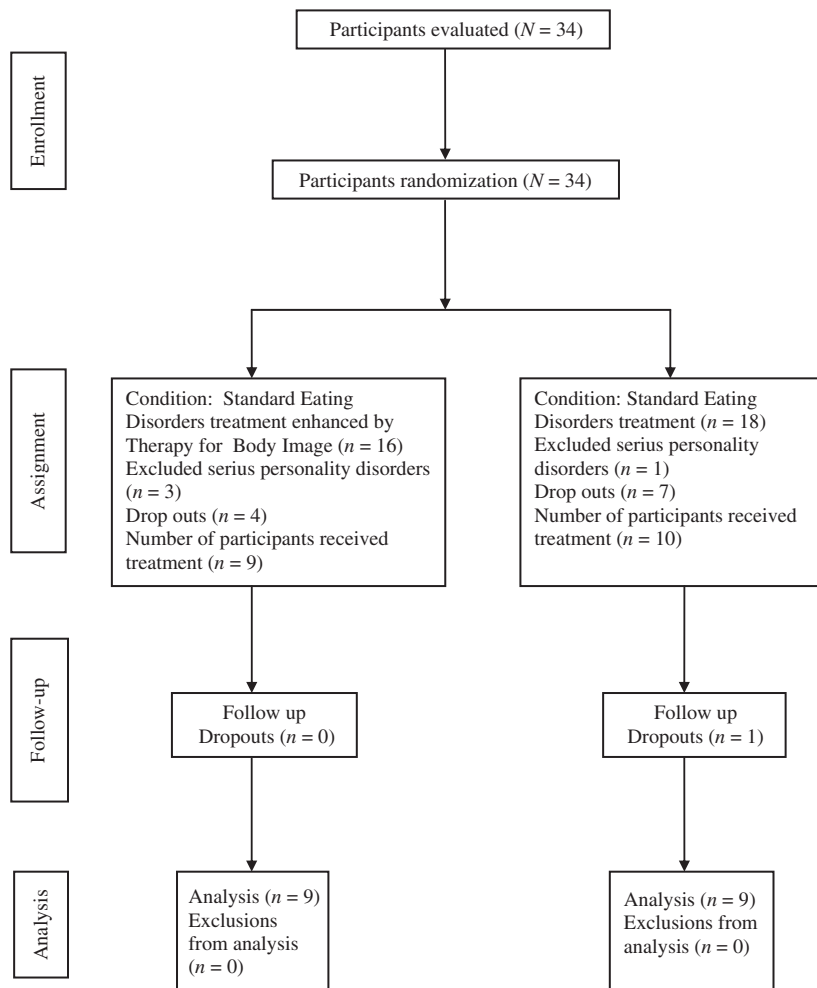 Enrollment
Participants evaluated (N = 34)
Participants randomization (N = 34)
Assignment
Condition: Standard Eating
Disorders treatment enhanced by
Therapy for Body Image (n = 16)
Excluded serius personality disorders
(n = 3)
Drop outs (n = 4)
Number of participants received
treatment (n = 9)
Condition: Standard Eating
Disorders treatment (n = 18)
Excluded serius personality
disorders (n = 1)
Drop outs (n = 7)
Number of participants received
treatment (n = 10)
Follow-up
Follow up
Dropouts (n = 0)
Follow up
Dropouts (n = 1)
Analysis
Analysis (n = 9)
Exclusions
from analysis
(n = 0)
Analysis (n = 9)
Exclusions from
analysis (n = 0)